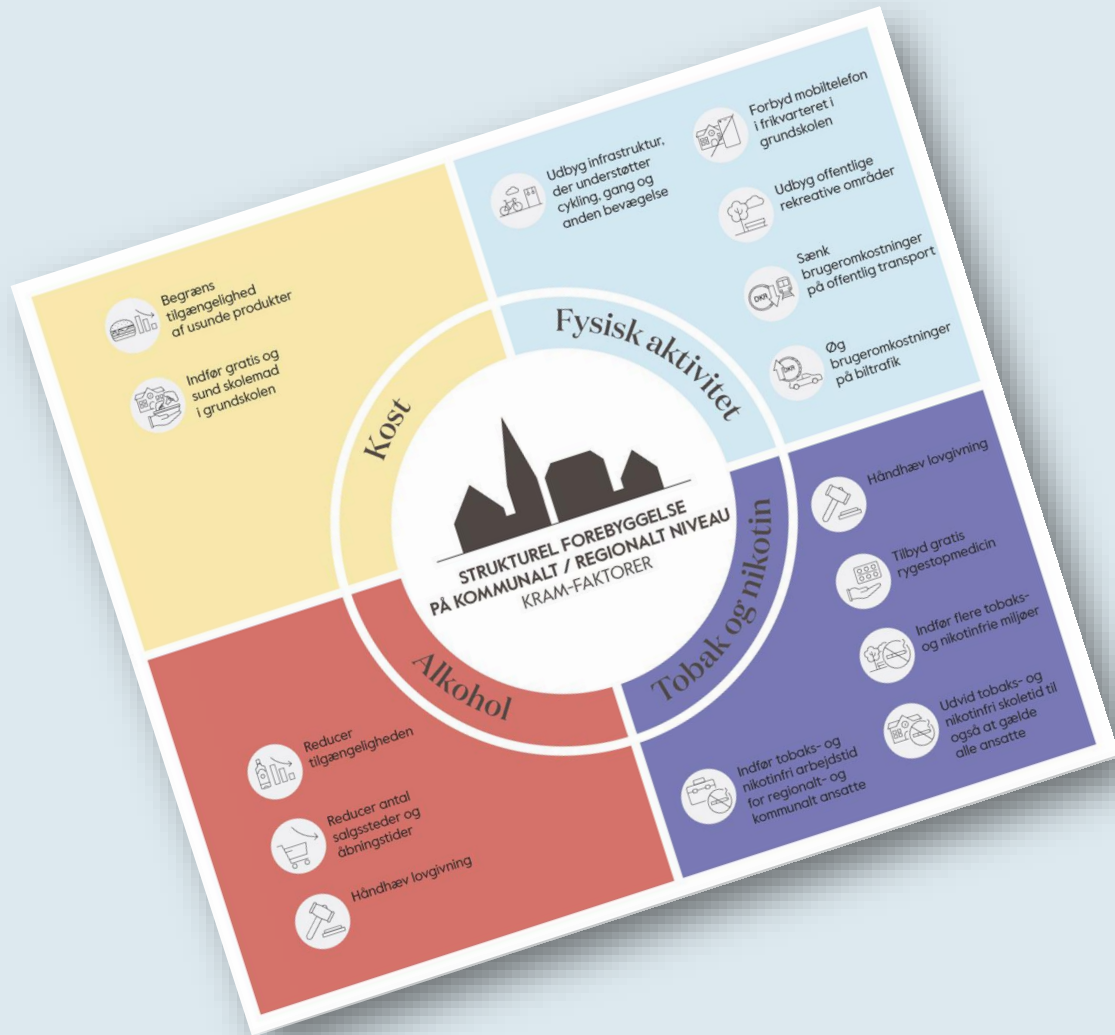 Begræns
tilgængelighed
af usunde produkter
Indfør gratis og
sund skolemad
i grundskolen
Kost
Udbyg infrastruktur,
der understøtter
cykling, gang og
anden bevægelse
Forbyd mobiltelefon
i frikvarteret i
grundskolen
Udbyg offentlige
rekreative områder
DKR
Sænk
brugeromkostninger
på offentlig transport
DKR
Øg
brugeromkostninger
på biltrafik
Fysisk aktivitet
STRUKTUREL FOREBYGGELSE
PÅ KOMMUNALT / REGIONALT NIVEAU
KRAM-FAKTORER
Alkohol
Reducer
tilgængeligheden
Reducer antal
salgssteder og
åbningstider
Håndhæv lovgivning
Tobak og nikotin
Håndhæv lovgivning
Tilbyd gratis
rygestopmedicin
Indfør flere tobaks-
og nikotinfrie miljøer
Udvid tobaks- og
nikotinfri skoletid til
også at gælde
alle ansatte
Indfør tobaks- og
nikotinfri arbejdstid
for regionalt- og
kommunalt ansatte